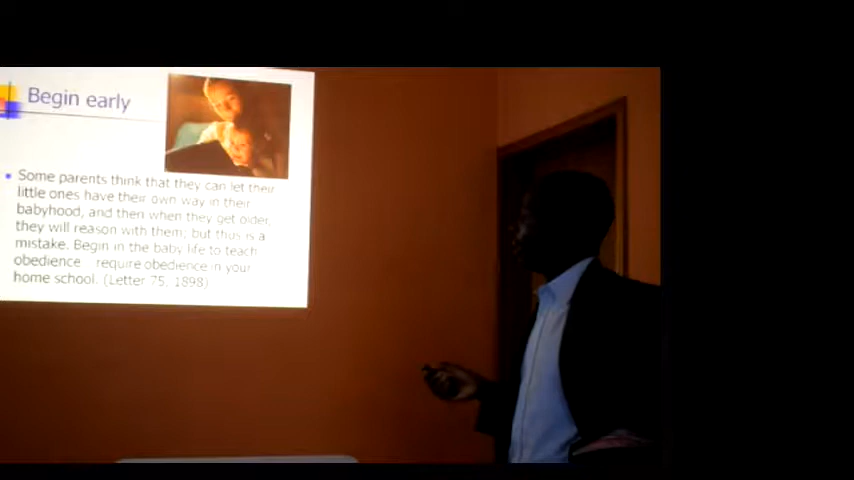 Begin early
Some parents think that they can let their
little ones have their own way in their
babyhood, and then when they get older,
they will reason with them; but this is a
mistake. Begin in the baby life to teach
obedience require obedience in your
home school. (Letter 75, 1898)